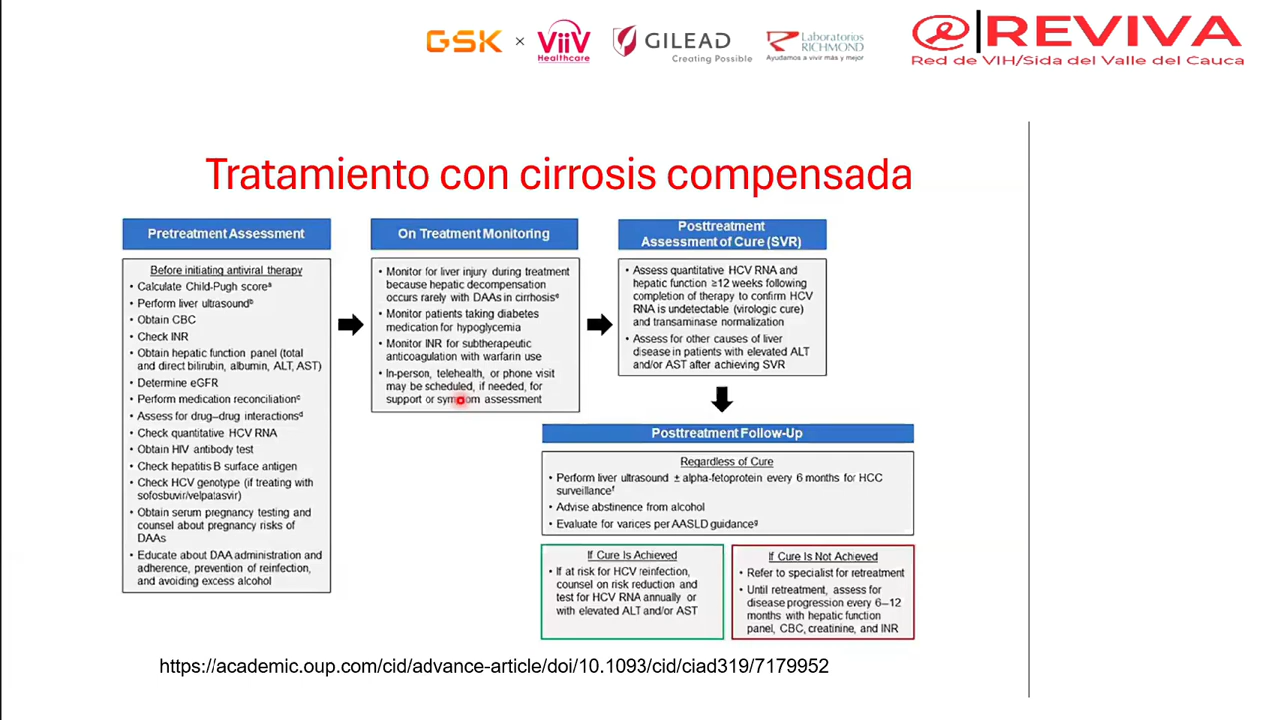 GSK × ViiV Healthcare GILEAD Creating Possible Laboratorios RICHMOND Ayudamos a vivir más y mejor
REVIVA
Red de VIH/Sida del Valle del Cauca
Tratamiento con cirrosis compensada
Pretreatment Assessment
Before initiating antiviral therapy
• Calculate Child-Pugh scoreᵃ
• Perform liver ultrasoundᵇ
• Obtain CBC
• Check INR
• Obtain hepatic function panel (total
and direct bilirubin, albumin, ALT, AST)
• Determine eGFR
• Perform medication reconciliationᶜ
• Assess for drug–drug interactionsᵈ
• Check quantitative HCV RNA
• Obtain HIV antibody test
• Check hepatitis B surface antigen
• Check HCV genotype (if treating with
sofosbuvir/velpatasvir)
• Obtain serum pregnancy testing and
counsel about pregnancy risks of
DAAs
• Educate about DAA administration and
adherence, prevention of reinfection,
and avoiding excess alcohol
On Treatment Monitoring
• Monitor for liver injury during treatment
because hepatic decompensation
occurs rarely with DAAs in cirrhosisᵉ
• Monitor patients taking diabetes
medication for hypoglycemia
• Monitor INR for subtherapeutic
anticoagulation with warfarin use
• In-person, telehealth, or phone visit
may be scheduled, if needed, for
support or symptom assessment
Posttreatment
Assessment of Cure (SVR)
• Assess quantitative HCV RNA and
hepatic function ≥12 weeks following
completion of therapy to confirm HCV
RNA is undetectable (virologic cure)
and transaminase normalization
• Assess for other causes of liver
disease in patients with elevated ALT
and/or AST after achieving SVR
Posttreatment Follow-Up
Regardless of Cure
• Perform liver ultrasound ± alpha-fetoprotein every 6 months for HCC
surveillanceᶠ
• Advise abstinence from alcohol
• Evaluate for varices per AASLD guidanceᵍ
If Cure Is Achieved
• If at risk for HCV reinfection,
counsel on risk reduction and
test for HCV RNA annually or
with elevated ALT and/or AST
If Cure Is Not Achieved
• Refer to specialist for retreatment
• Until retreatment, assess for
disease progression every 6–12
months with hepatic function
panel, CBC, creatinine, and INR
https://academic.oup.com/cid/advance-article/doi/10.1093/cid/ciad319/7179952